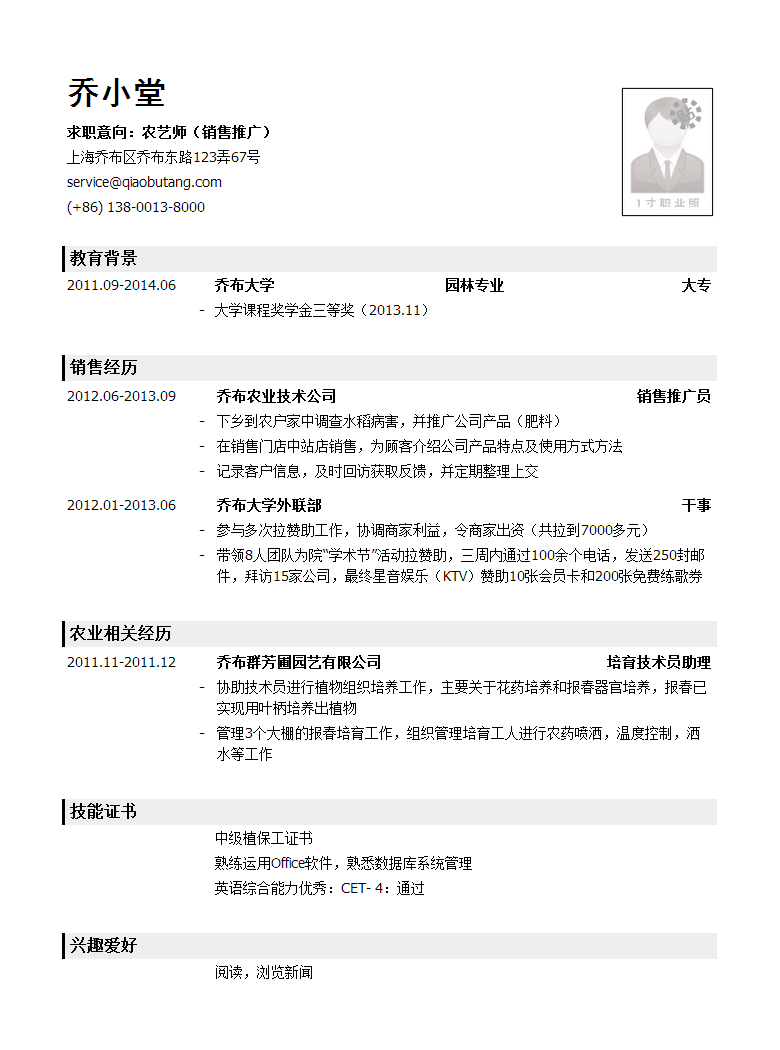 乔小堂
求职意向：农艺师（销售推广）
上海乔布区乔布东路123弄67号
service@qiaobutang.com
(+86) 138-0013-8000
1寸职业照
教育背景
2011.09-2014.06 乔布大学 园林专业 大专
- 大学课程奖学金三等奖（2013.11）
销售经历
2012.06-2013.09 乔布农业技术公司 销售推广员
- 下乡到农户家中调查水稻病害，并推广公司产品（肥料）
- 在销售门店中站店销售，为顾客介绍公司产品特点及使用方式方法
- 记录客户信息，及时回访获取反馈，并定期整理上交
2012.01-2013.06 乔布大学外联部 干事
- 参与多次拉赞助工作，协调商家利益，令商家出资（共拉到7000多元）
- 带领8人团队为院“学术节”活动拉赞助，三周内通过100余个电话，发送250封邮
件，拜访15家公司，最终星音娱乐（KTV）赞助10张会员卡和200张免费练歌券
农业相关经历
2011.11-2011.12 乔布群芳圃园艺有限公司 培育技术员助理
- 协助技术员进行植物组织培养工作，主要关于花药培养和报春器官培养，报春已
实现用叶柄培养出植物
- 管理3个大棚的报春培育工作，组织管理培育工人进行农药喷洒，温度控制，洒
水等工作
技能证书
中级植保工证书
熟练运用Office软件，熟悉数据库系统管理
英语综合能力优秀：CET- 4：通过
兴趣爱好
阅读，浏览新闻